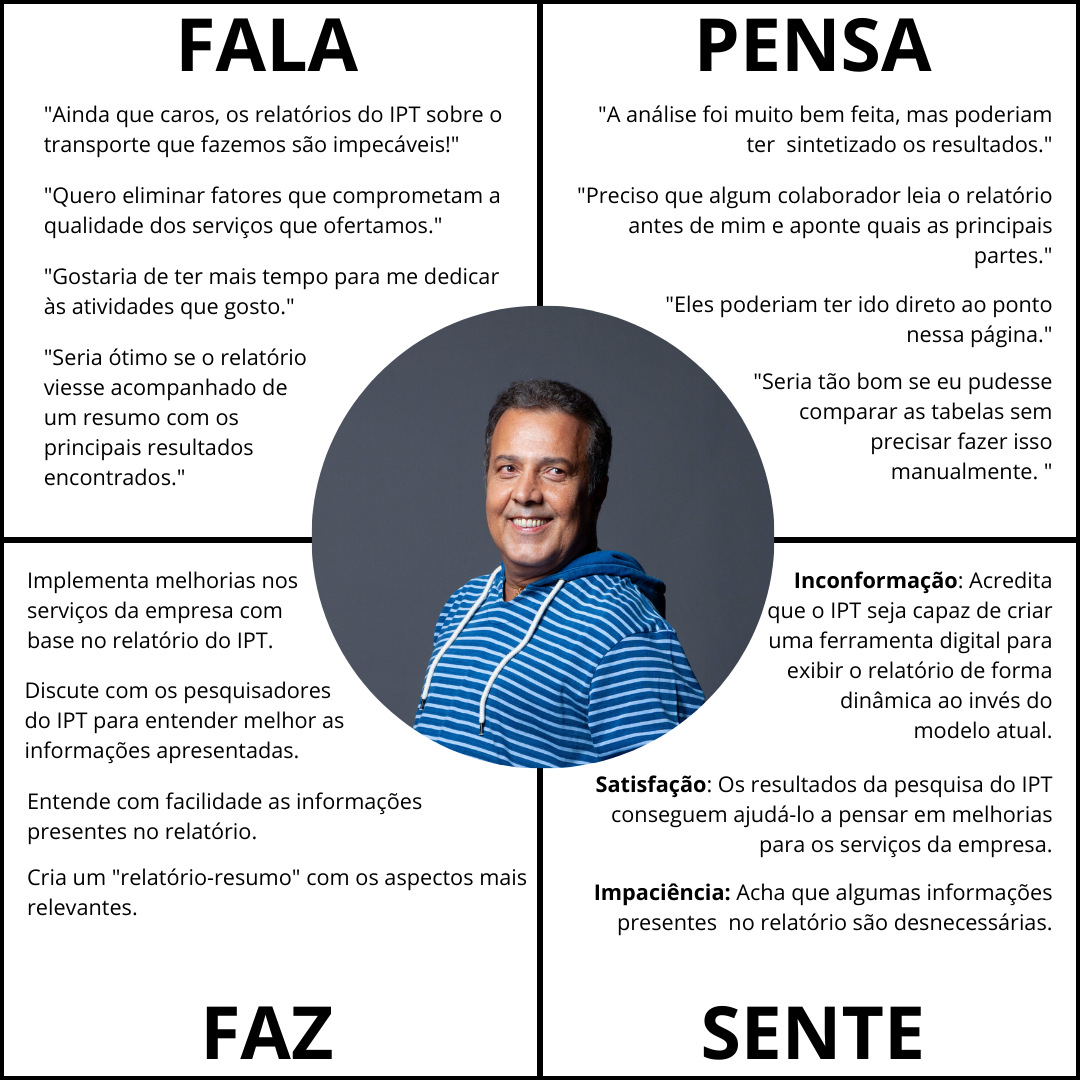 FALA
"Ainda que caros, os relatórios do IPT sobre o
transporte que fazemos são impecáveis!"
"Quero eliminar fatores que comprometam a
qualidade dos serviços que ofertamos."
"Gostaria de ter mais tempo para me dedicar
às atividades que gosto."
"Seria ótimo se o relatório
viesse acompanhado de
um resumo com os
principais resultados
encontrados."
PENSA
"A análise foi muito bem feita, mas poderiam
ter  sintetizado os resultados."
"Preciso que algum colaborador leia o relatório
antes de mim e aponte quais as principais
partes."
"Eles poderiam ter ido direto ao ponto
nessa página."
"Seria tão bom se eu pudesse
comparar as tabelas sem
precisar fazer isso
manualmente. "
Implementa melhorias nos
serviços da empresa com
base no relatório do IPT.
Discute com os pesquisadores
do IPT para entender melhor as
informações apresentadas.
Entende com facilidade as informações
presentes no relatório.
Cria um "relatório-resumo" com os aspectos mais
relevantes.
FAZ
Inconformação: Acredita
que o IPT seja capaz de criar
uma ferramenta digital para
exibir o relatório de forma
dinâmica ao invés do
modelo atual.
Satisfação: Os resultados da pesquisa do IPT
conseguem ajudá-lo a pensar em melhorias
para os serviços da empresa.
Impaciência: Acha que algumas informações
presentes  no relatório são desnecessárias.
SENTE